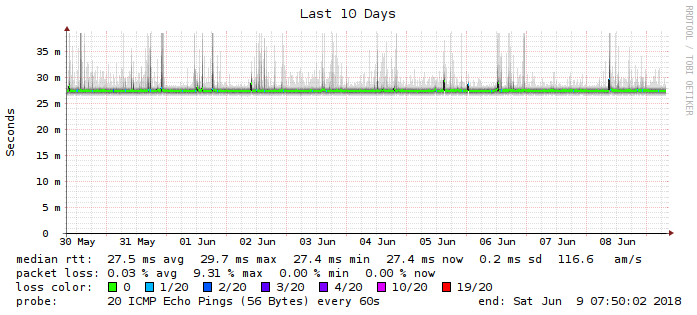 Last 10 Days
RRDTOOL / TOBI OETIKER
Seconds
35 m
30 m
25 m
20 m
15 m
10 m
5 m
0
30 May 31 May 01 Jun 02 Jun 03 Jun 04 Jun 05 Jun 06 Jun 07 Jun 08 Jun
median rtt: 27.5 ms avg 29.7 ms max 27.4 ms min 27.4 ms now 0.2 ms sd 116.6 am/s
packet loss: 0.03 % avg 9.31 % max 0.00 % min 0.00 % now
loss color: 0 1/20 2/20 3/20 4/20 10/20 19/20
probe: 20 ICMP Echo Pings (56 Bytes) every 60s end: Sat Jun 9 07:50:02 2018